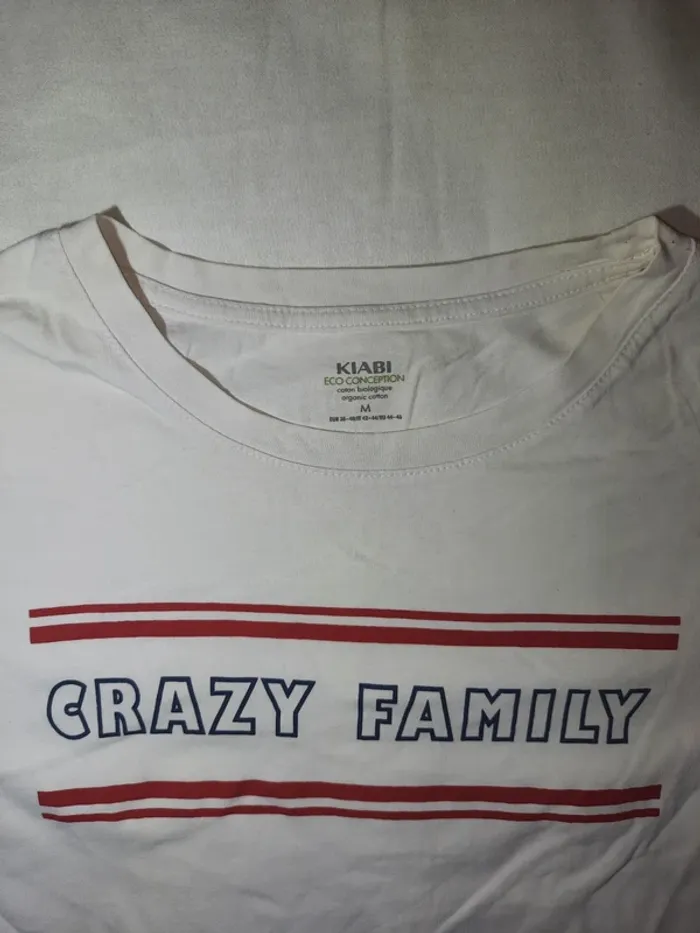 KIABI
ECO CONCEPTION
coton biologique
organic cotton
M
CRAZY FAMILY